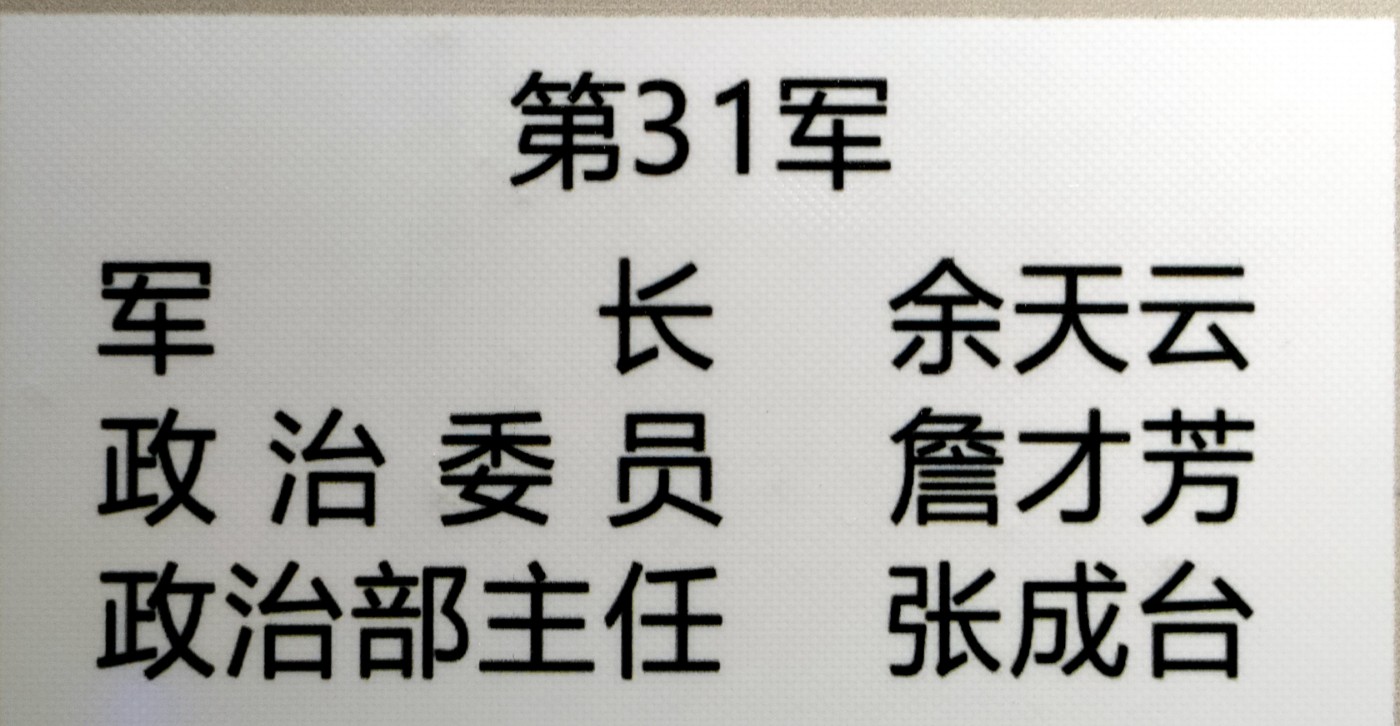 第31军
军长 余天云
政治委员 詹才芳
政治部主任 张成台